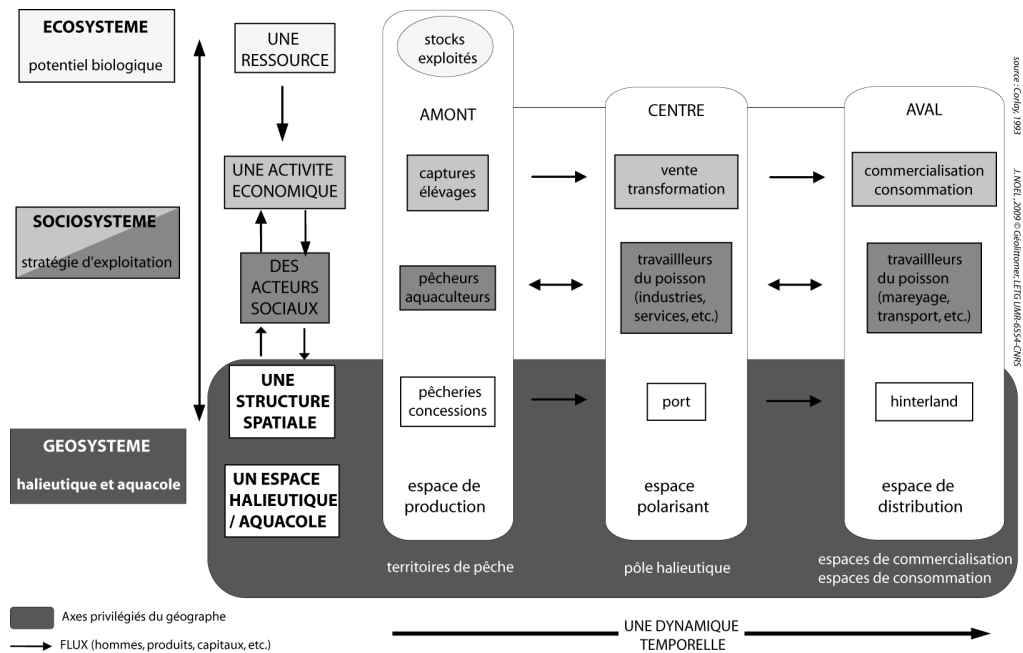 ECOSYSTEME
potentiel biologique
UNE
RESSOURCE
stocks
exploités
AMONT
CENTRE
AVAL
UNE ACTIVITE
ECONOMIQUE
captures
élévages
vente
transformation
commercialisation
consommation
SOCIOSYSTEME
stratégie d'exploitation
DES
ACTEURS
SOCIAUX
pêcheurs
aquaculteurs
travaillleurs
du poisson
(industries,
services, etc.)
travaillleurs
du poisson
(mareyage,
transport, etc.)
UNE
STRUCTURE
SPATIALE
pêcheries
concessions
port
hinterland
GEOSYSTEME
halieutique et aquacole
UN ESPACE
HALIEUTIQUE
/ AQUACOLE
espace de
production
espace
polarisant
espace de
distribution
territoires de pêche
pôle halieutique
espaces de commercialisation
espaces de consommation
Axes privilégiés du géographe
FLUX (hommes, produits, capitaux, etc.)
UNE DYNAMIQUE
TEMPORELLE
source : Corlay, 1993 J. NOEL, 2009 © Géolittomer, LETG UMR-6554-CNRS